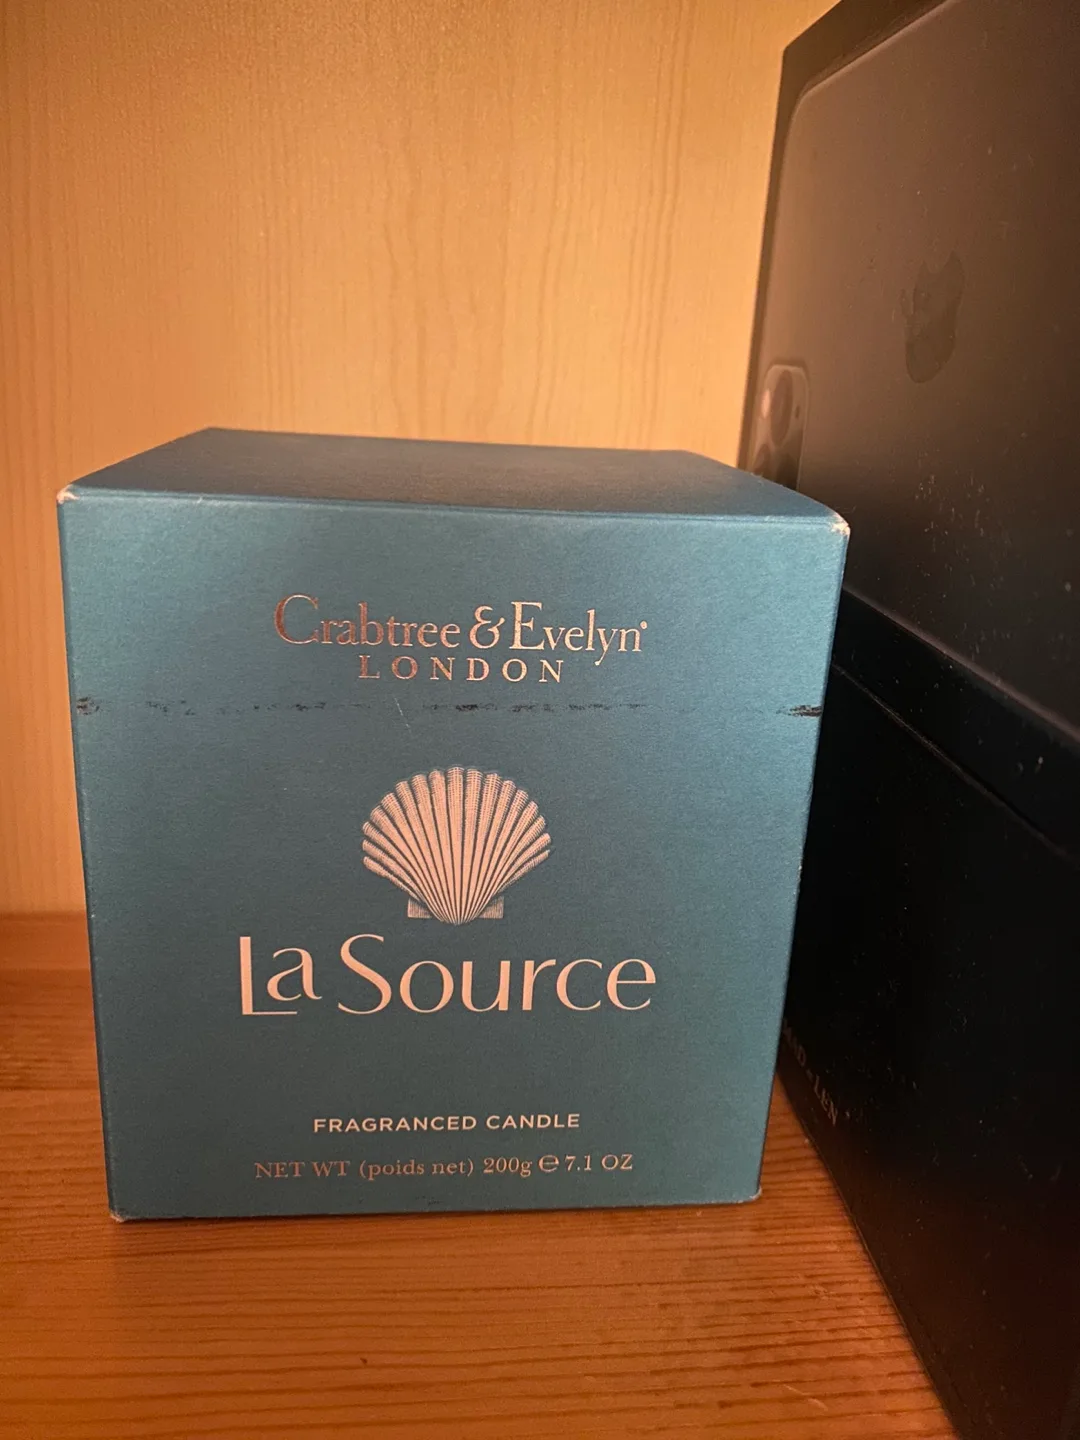 Crabtree & Evelyn®
LONDON
La Source
FRAGRANCED CANDLE
NET WT (poids net) 200g ℮ 7.1 OZ